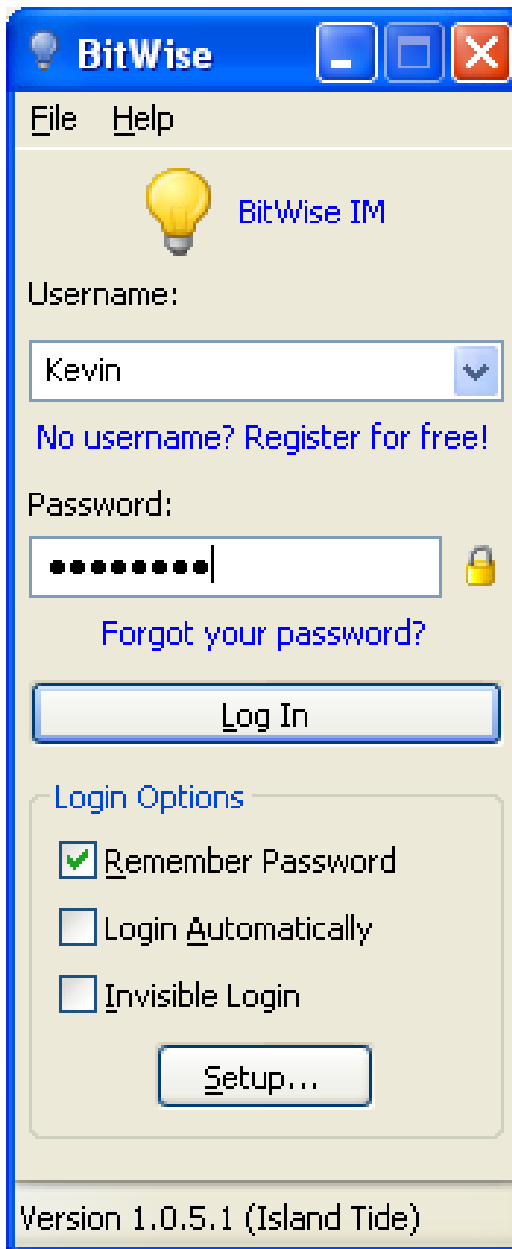 BitWise
File Help
BitWise IM
Username:
Kevin
No username? Register for free!
Password:
••••••••
Forgot your password?
Log In
Login Options
Remember Password
Login Automatically
Invisible Login
Setup...
Version 1.0.5.1 (Island Tide)